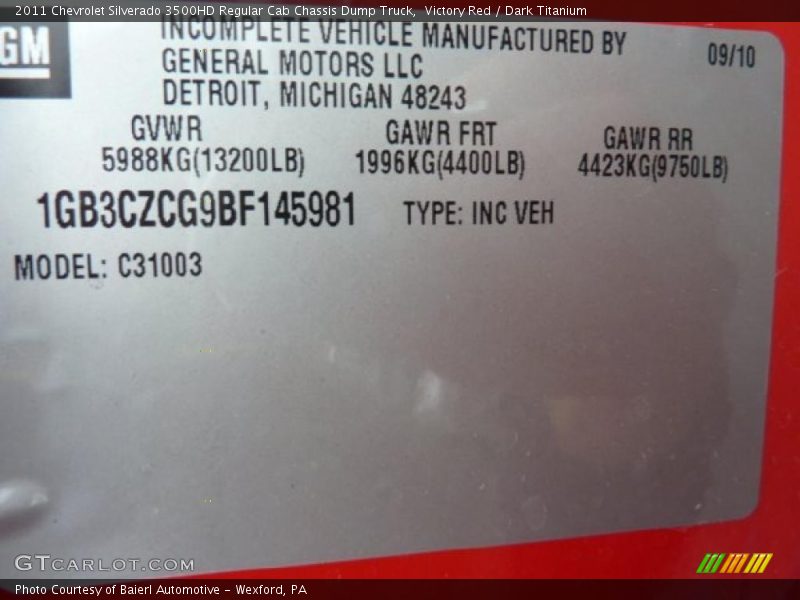 2011 Chevrolet Silverado 3500HD Regular Cab Chassis Dump Truck, Victory Red / Dark Titanium
GM
INCOMPLETE VEHICLE MANUFACTURED BY
09/10
GENERAL MOTORS LLC
DETROIT, MICHIGAN 48243
GVWR GAWR FRT GAWR RR
5988KG(13200LB) 1996KG(4400LB) 4423KG(9750LB)
1GB3CZCG9BF145981 TYPE: INC VEH
MODEL: C31003
GTCARLOT.COM
Photo Courtesy of Baierl Automotive - Wexford, PA